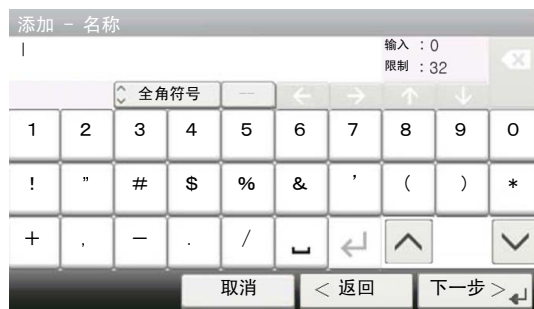 添加 - 名称
输入 :0
限制 :32
全角符号 --
1 2 3 4 5 6 7 8 9 0
! ” # $ % & ’ ( ) *
+ , − . /
取消 < 返回 下一步 >